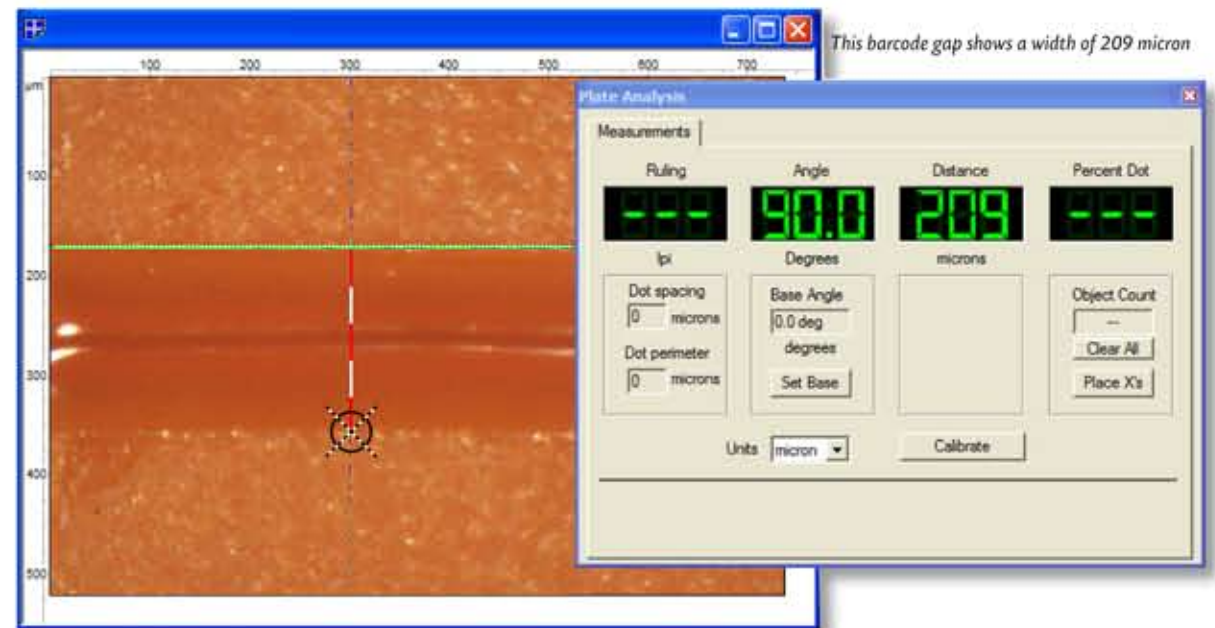 This barcode gap shows a width of 209 micron
100 200 300 400 500 600 700
µm
100
200
300
400
500
Plate Analysis
Measurements
Ruling Angle Distance Percent Dot
--- 90.0 209 ---
lpi Degrees microns
Dot spacing Base Angle Object Count
0 microns 0.0 deg ---
Dot perimeter degrees Clear All
0 microns Set Base Place X's
Units micron Calibrate